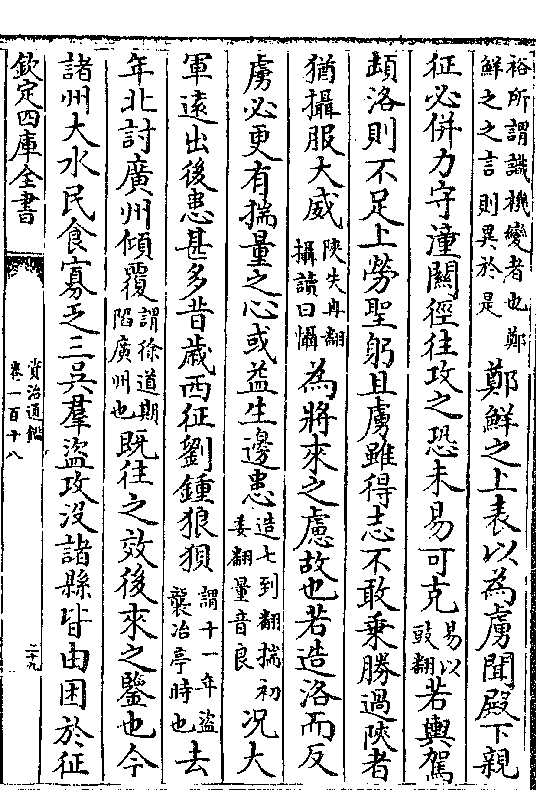 裕所謂識機變者也鄭
鮮之之言則異於是
鄭鮮之上表以為虜聞殿下親
征必併力守潼關徑往攻之恐未易可克
易以
豉翻
若輿駕
頓洛則不足上勞聖躬且虜雖得志不敢乗勝過陜者
猶攝服大威
陜失冉翻
攝讀曰懾
為將來之慮故也若造洛而反
虜必更有揣量之心或益生邊患
造七到翻揣初
委翻量音良
况大
軍遠出後患甚多昔歲西征劉鍾狼狽
謂十一年盜
襲冶亭時也
去
年北討廣州傾覆
謂徐道期
陷廣州也
既往之效後來之鑒也今
諸州大水民食寡乏三吳羣盜攻沒諸縣皆由困於征
欽定四庫全書
資治通鑑
卷一百十八
二十九